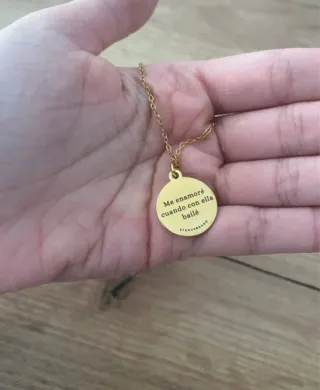 Me enamoré
cuando con ella
bailé